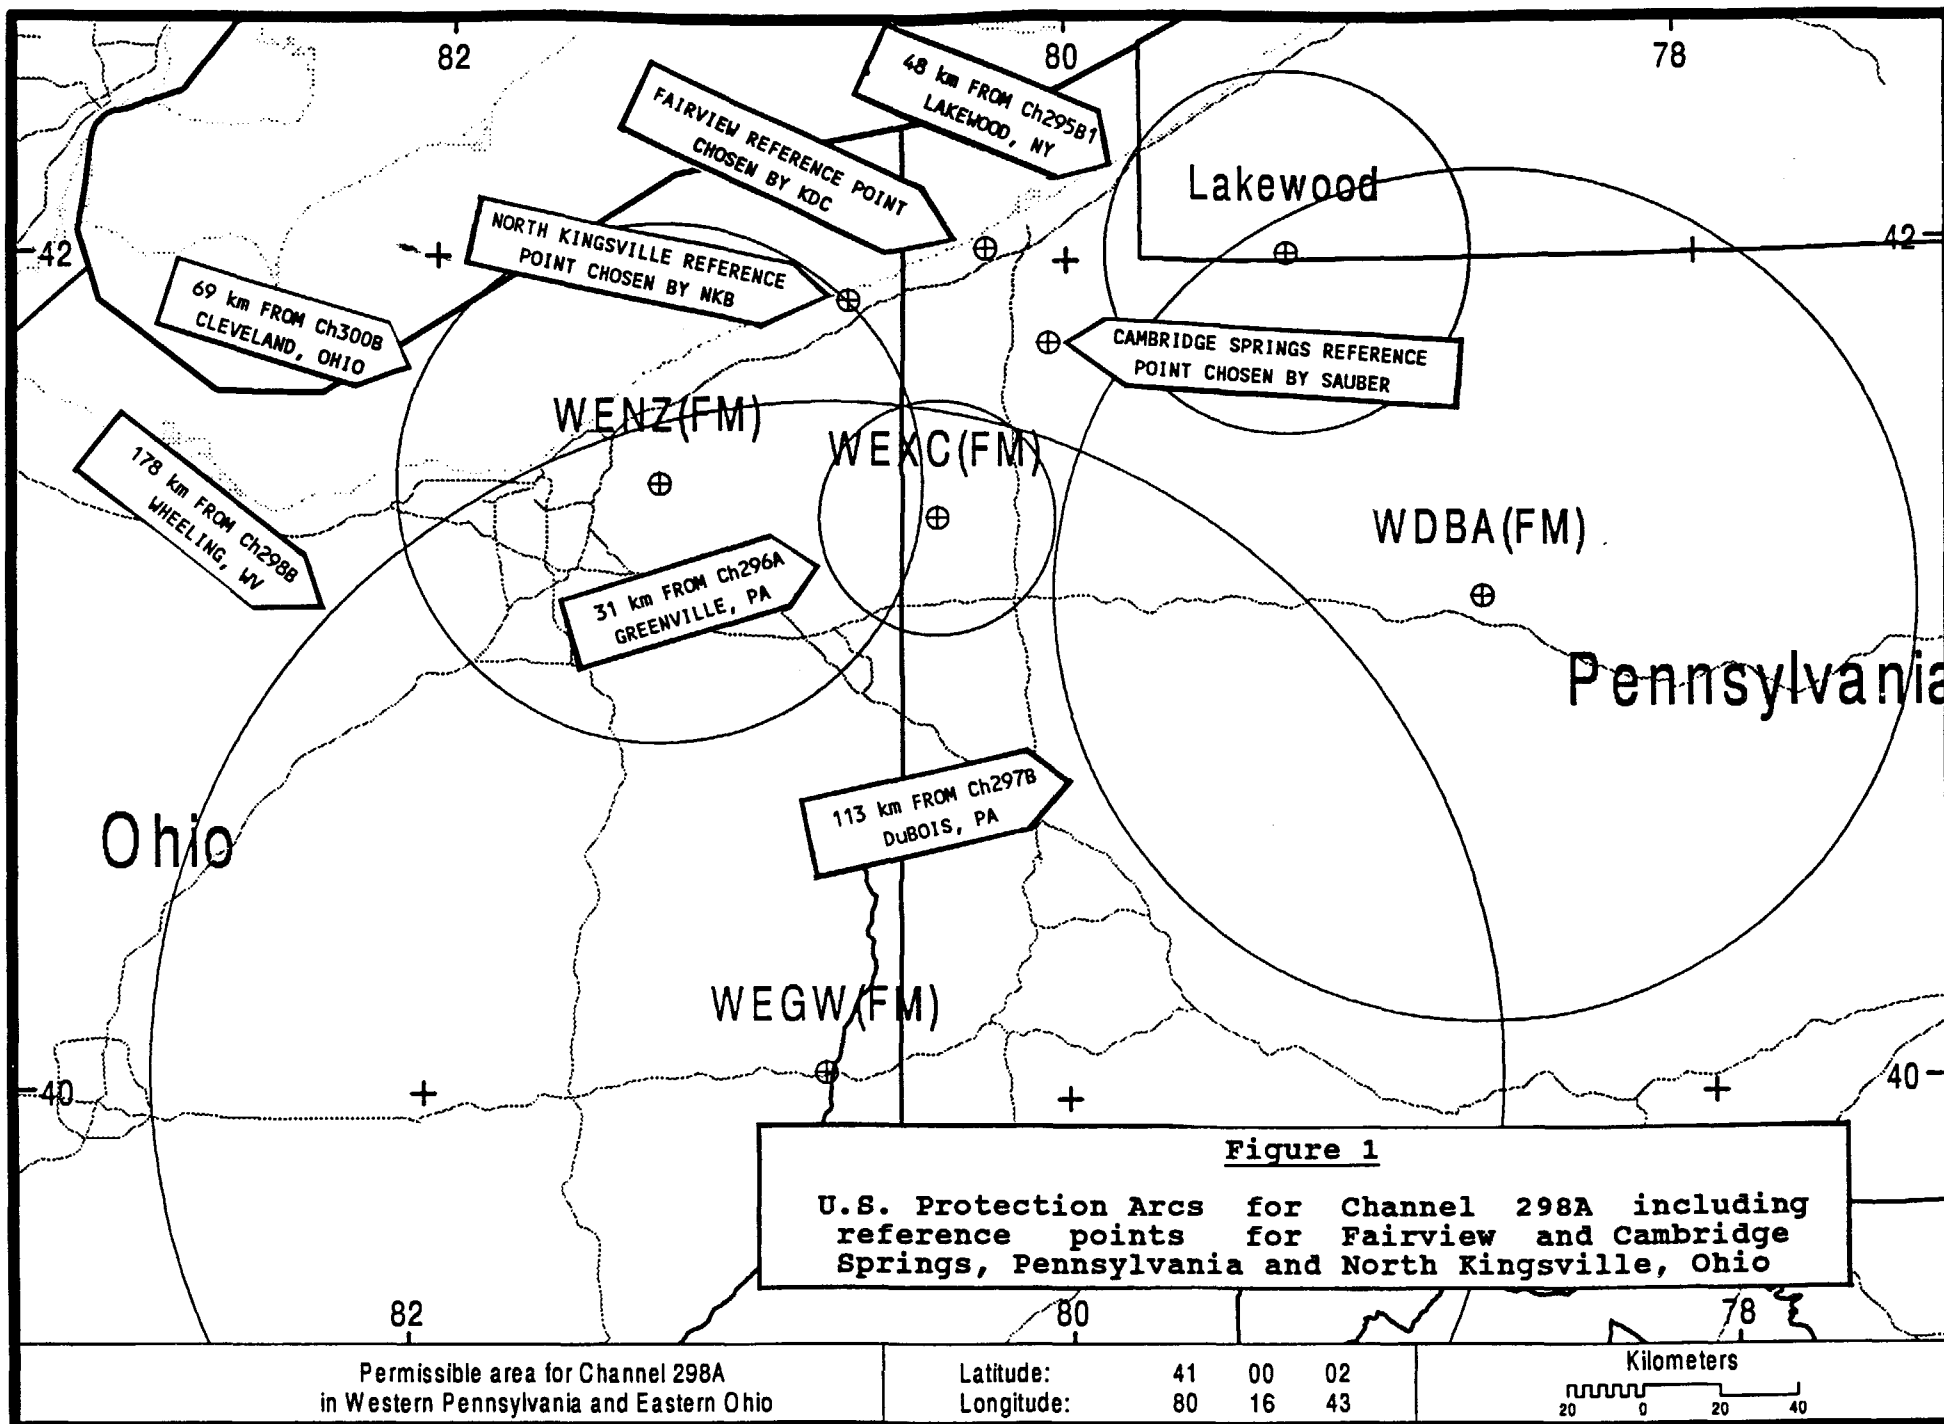 82
80
78
48 km FROM Ch295B1
LAKEWOOD, NY
FAIRVIEW REFERENCE POINT
CHOSEN BY KDC
Lakewood
NORTH KINGSVILLE REFERENCE
POINT CHOSEN BY NKB
42
42
69 km FROM Ch300B
CLEVELAND, OHIO
CAMBRIDGE SPRINGS REFERENCE
POINT CHOSEN BY SAUBER
WENZ(FM)
WEXC(FM)
178 km FROM Ch298B
WHEELING, WV
WDBA(FM)
31 km FROM Ch296A
GREENVILLE, PA
Pennsylvania
113 km FROM Ch297B
DuBOIS, PA
Ohio
WEGW(FM)
40
40
Figure 1
U.S. Protection Arcs for Channel 298A including
reference points for Fairview and Cambridge
Springs, Pennsylvania and North Kingsville, Ohio
82
80
78
Permissible area for Channel 298A
in Western Pennsylvania and Eastern Ohio
Latitude: 41 00 02
Longitude: 80 16 43
Kilometers
20 0 20 40